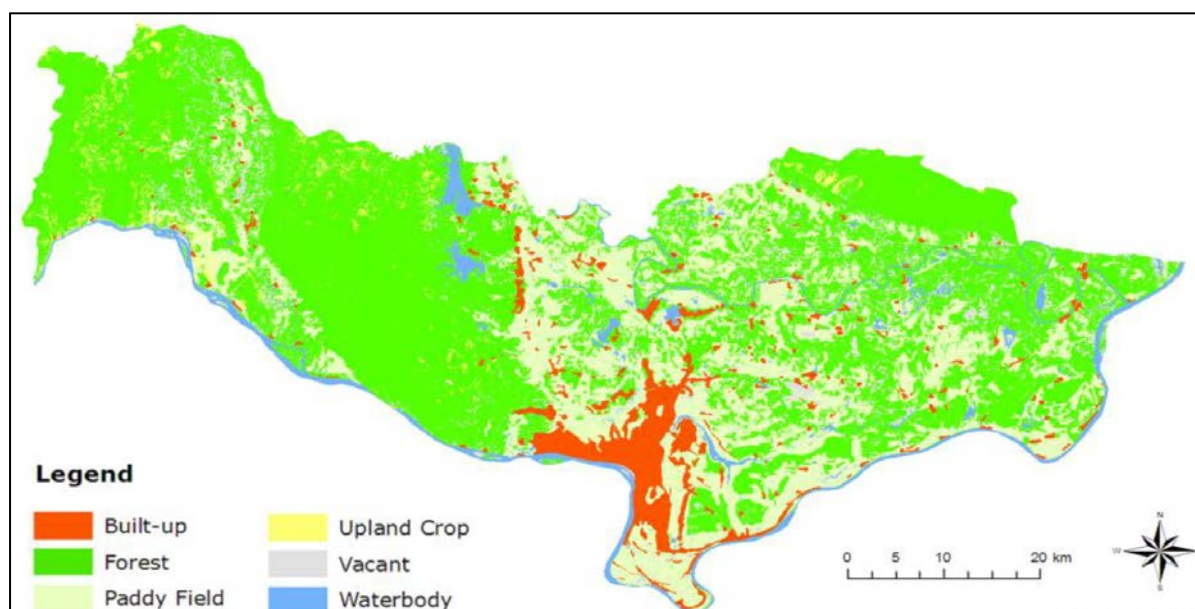 Legend
Built-up
Forest
Paddy Field
Upland Crop
Vacant
Waterbody
0 5 10 20 km
N
W E
S